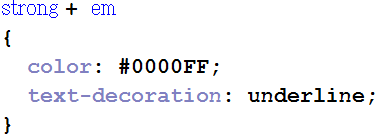 strong + em
{
color: #0000FF;
text-decoration: underline;
}